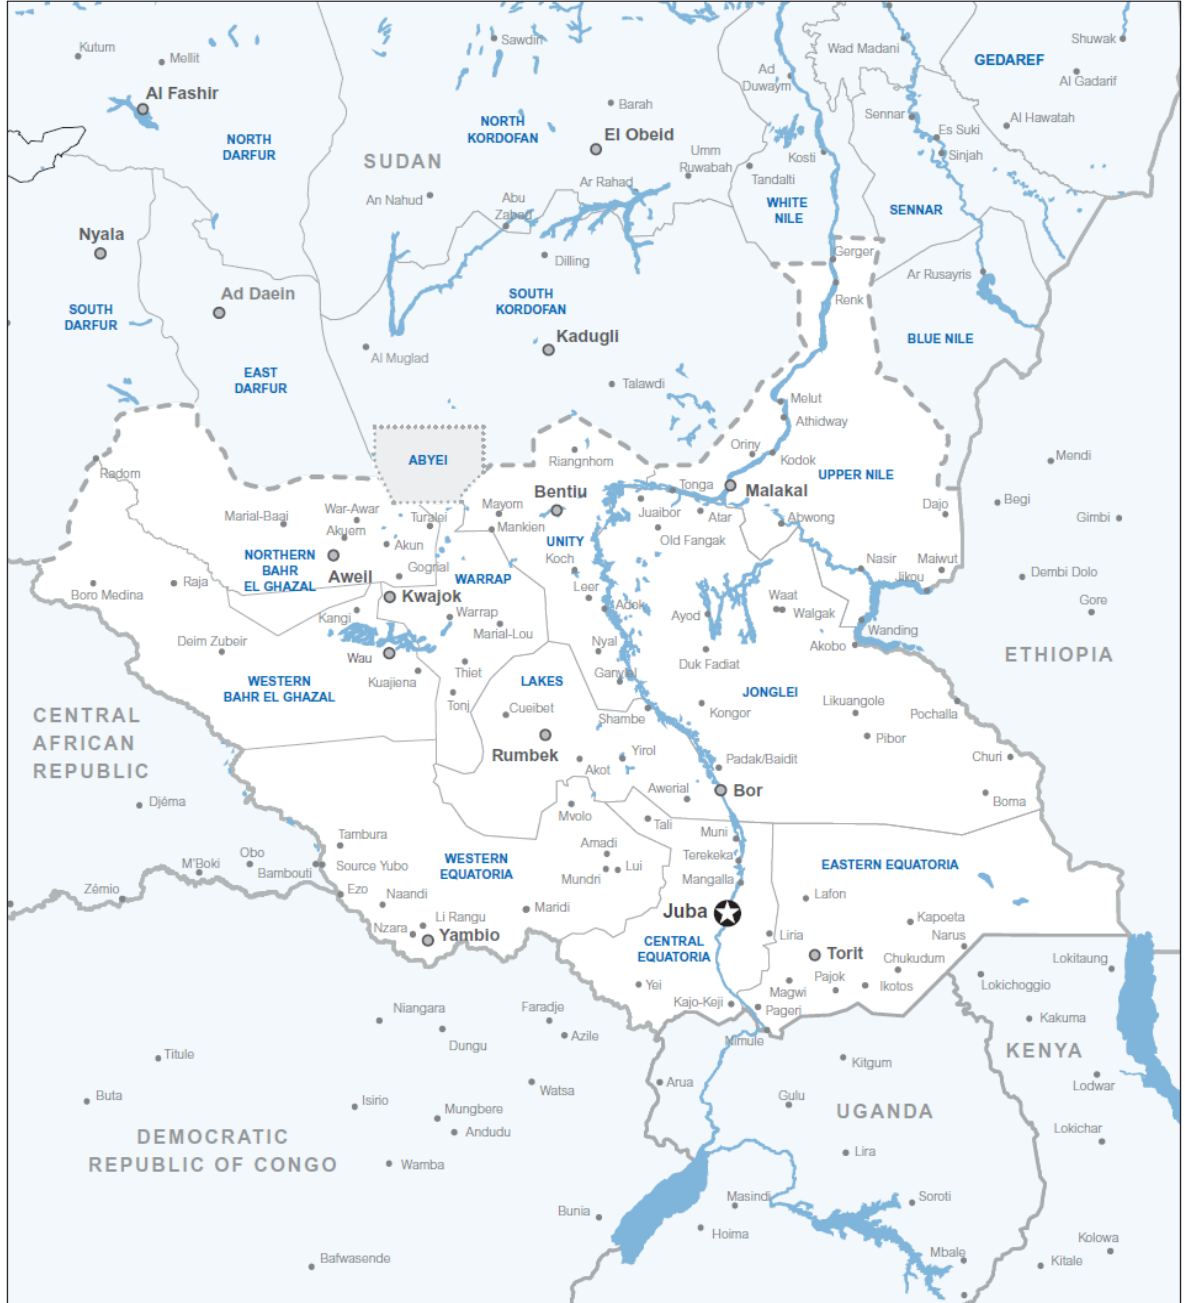 Kutum
Mellit
Sawdiri
Wad Madani
Shuwak
GEDAREF
Al Gadarif
Ad
Duwaym
Al Fashir
Barah
Sennar
Al Hawatah
NORTH
KORDOFAN
El Obeid
Es Suki
NORTH
DARFUR
SUDAN
Umm
Ruwabah
Kosti
Sinjah
Tandalti
Ar Rahad
An Nahud
Abu
Zabad
WHITE
NILE
SENNAR
Nyala
Gerger
Dilling
Ar Rusayris
Ad Daein
SOUTH
KORDOFAN
Renk
SOUTH
DARFUR
Kadugli
BLUE NILE
Al Muglad
EAST
DARFUR
Talawdi
Melut
Athidway
Oriny
ABYEI
Riangnhom
Kodok
Mendi
Radom
UPPER NILE
Bentiu
Tonga
Malakal
Begi
Dajo
War-Awar
Mayom
Juaibor
Atar
Abwong
Gimbi
Marial-Baai
Turalei
Mankien
Akuem
UNITY
Old Fangak
Akun
NORTHERN
BAHR
EL GHAZAL
Koch
Nasir
Maiwut
Gogrial
Aweil
WARRAP
Jikou
Dembi Dolo
Raja
Leer
Boro Medina
Kwajok
Waat
Gore
Adok
Kangi
Warrap
Ayod
Walgak
Marial-Lou
Wanding
Deim Zubeir
Nyal
Akobo
Wau
ETHIOPIA
Thiet
Duk Fadiat
Ganyiel
Kuajiena
WESTERN
BAHR EL GHAZAL
LAKES
JONGLEI
Tonj
Cueibet
Likuangole
Kongor
Pochalla
Shambe
CENTRAL
AFRICAN
REPUBLIC
Pibor
Rumbek
Yirol
Padak/Baidit
Churi
Akot
Awerial
Bor
Boma
Djéma
Mvolo
Tali
Tambura
Muni
Amadi
Terekeka
Obo
M'Boki
Source Yubo
WESTERN
EQUATORIA
EASTERN EQUATORIA
Bambouti
Lui
Mundri
Mangalla
Zémio
Ezo
Naandi
Lafon
Maridi
Juba
Li Rangu
Kapoeta
Nzara
Yambio
Liria
Narus
CENTRAL
EQUATORIA
Torit
Chukudum
Lokitaung
Yei
Pajok
Magwi
Ikotos
Lokichoggio
Kajo-Keji
Pageri
Niangara
Faradje
Kakuma
Azile
Nimule
Dungu
KENYA
Titule
Kitgum
Arua
Lodwar
Watsa
Buta
Gulu
Isirio
Mungbere
UGANDA
Andudu
Lokichar
DEMOCRATIC
REPUBLIC OF CONGO
Lira
Wamba
Masindi
Soroti
Bunia
Hoima
Kolowa
Mbale
Bafwasende
Kitale